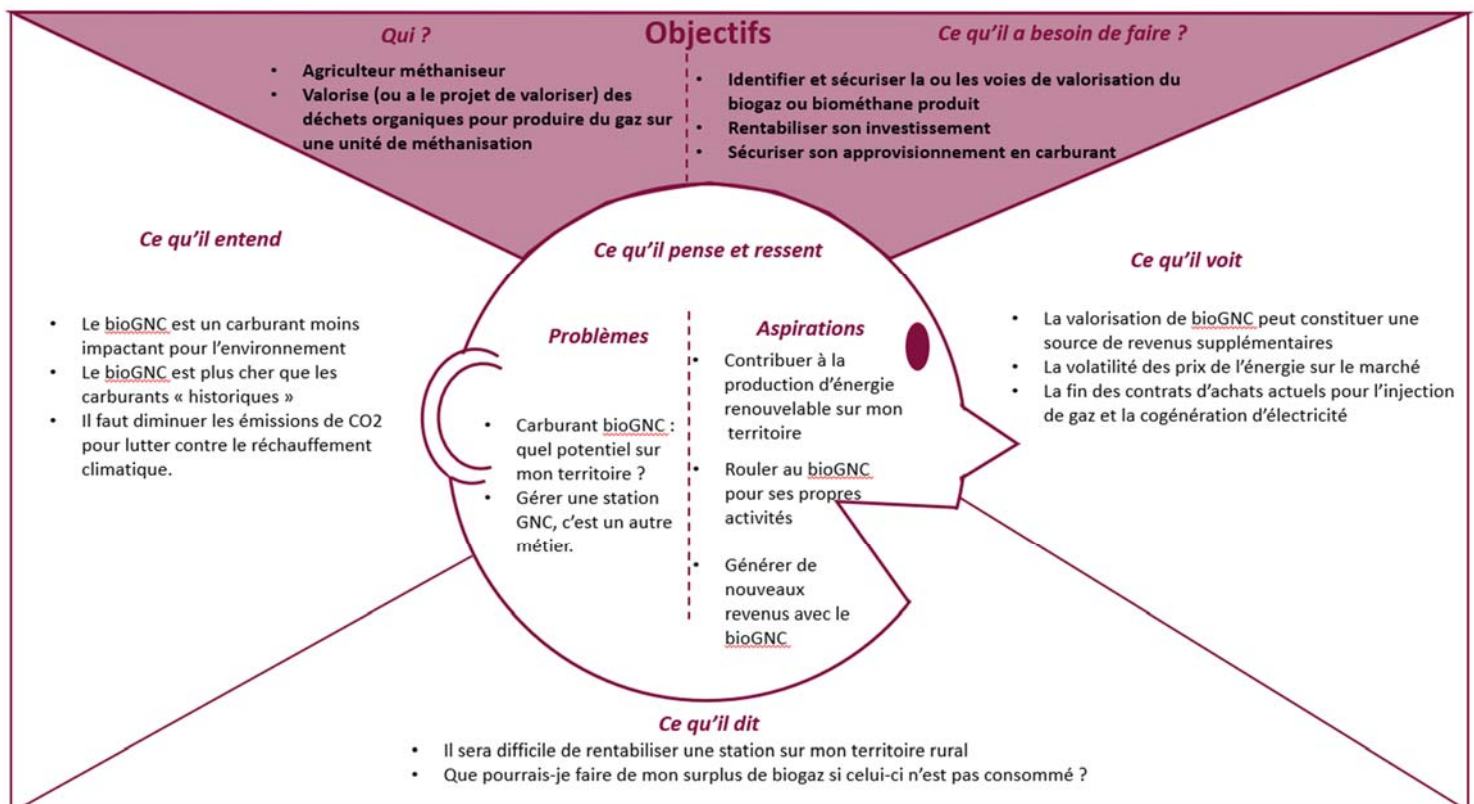 Objectifs
Qui ?
• Agriculteur méthaniseur
• Valorise (ou a le projet de valoriser) des
déchets organiques pour produire du gaz sur
une unité de méthanisation
Ce qu’il a besoin de faire ?
• Identifier et sécuriser la ou les voies de valorisation du
biogaz ou biométhane produit
• Rentabiliser son investissement
• Sécuriser son approvisionnement en carburant
Ce qu’il entend
• Le bioGNC est un carburant moins
impactant pour l’environnement
• Le bioGNC est plus cher que les
carburants « historiques »
• Il faut diminuer les émissions de CO2
pour lutter contre le réchauffement
climatique.
Ce qu’il pense et ressent
Problèmes
• Carburant bioGNC :
quel potentiel sur
mon territoire ?
• Gérer une station
GNC, c’est un autre
métier.
Aspirations
• Contribuer à la
production d’énergie
renouvelable sur mon
territoire
• Rouler au bioGNC
pour ses propres
activités
• Générer de
nouveaux
revenus avec le
bioGNC
Ce qu’il voit
• La valorisation de bioGNC peut constituer une
source de revenus supplémentaires
• La volatilité des prix de l’énergie sur le marché
• La fin des contrats d’achats actuels pour l’injection
de gaz et la cogénération d’électricité
Ce qu’il dit
• Il sera difficile de rentabiliser une station sur mon territoire rural
• Que pourrais-je faire de mon surplus de biogaz si celui-ci n’est pas consommé ?